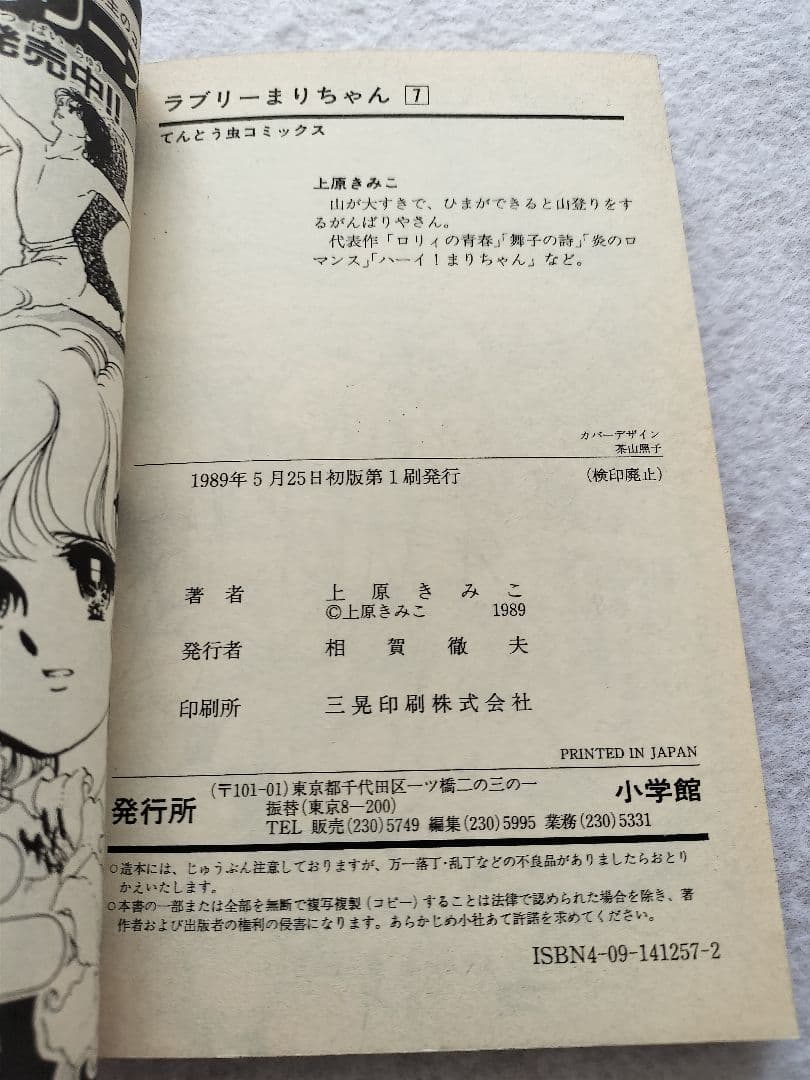 発売中!!
ラブリーまりちゃん 7
てんとう虫コミックス
上原きみこ
山が大すきで、ひまができると山登りをす
るがんばりやさん。
代表作「ロリィの青春」「舞子の詩」「炎のロ
マンス」「ハーイ!まりちゃん」など。
カバーデザイン
茶山照子
1989年5月25日初版第1刷発行
(検印廃止)
著者 上原きみこ
©上原きみこ 1989
発行者 相賀徹夫
印刷所 三晃印刷株式会社
PRINTED IN JAPAN
発行所 (〒101-01)東京都千代田区一ツ橋二の三の一 小学館
振替(東京8-200)
TEL 販売(230)5749 編集(230)5995 業務(230)5331
○造本には、じゅうぶん注意しておりますが、万一落丁・乱丁などの不良品がありましたらおとり
かえいたします。
○本書の一部または全部を無断で複写複製(コピー)することは法律で認められた場合を除き、著
作者および出版者の権利の侵害になります。あらかじめ小社あて許諾を求めてください。
ISBN4-09-141257-2